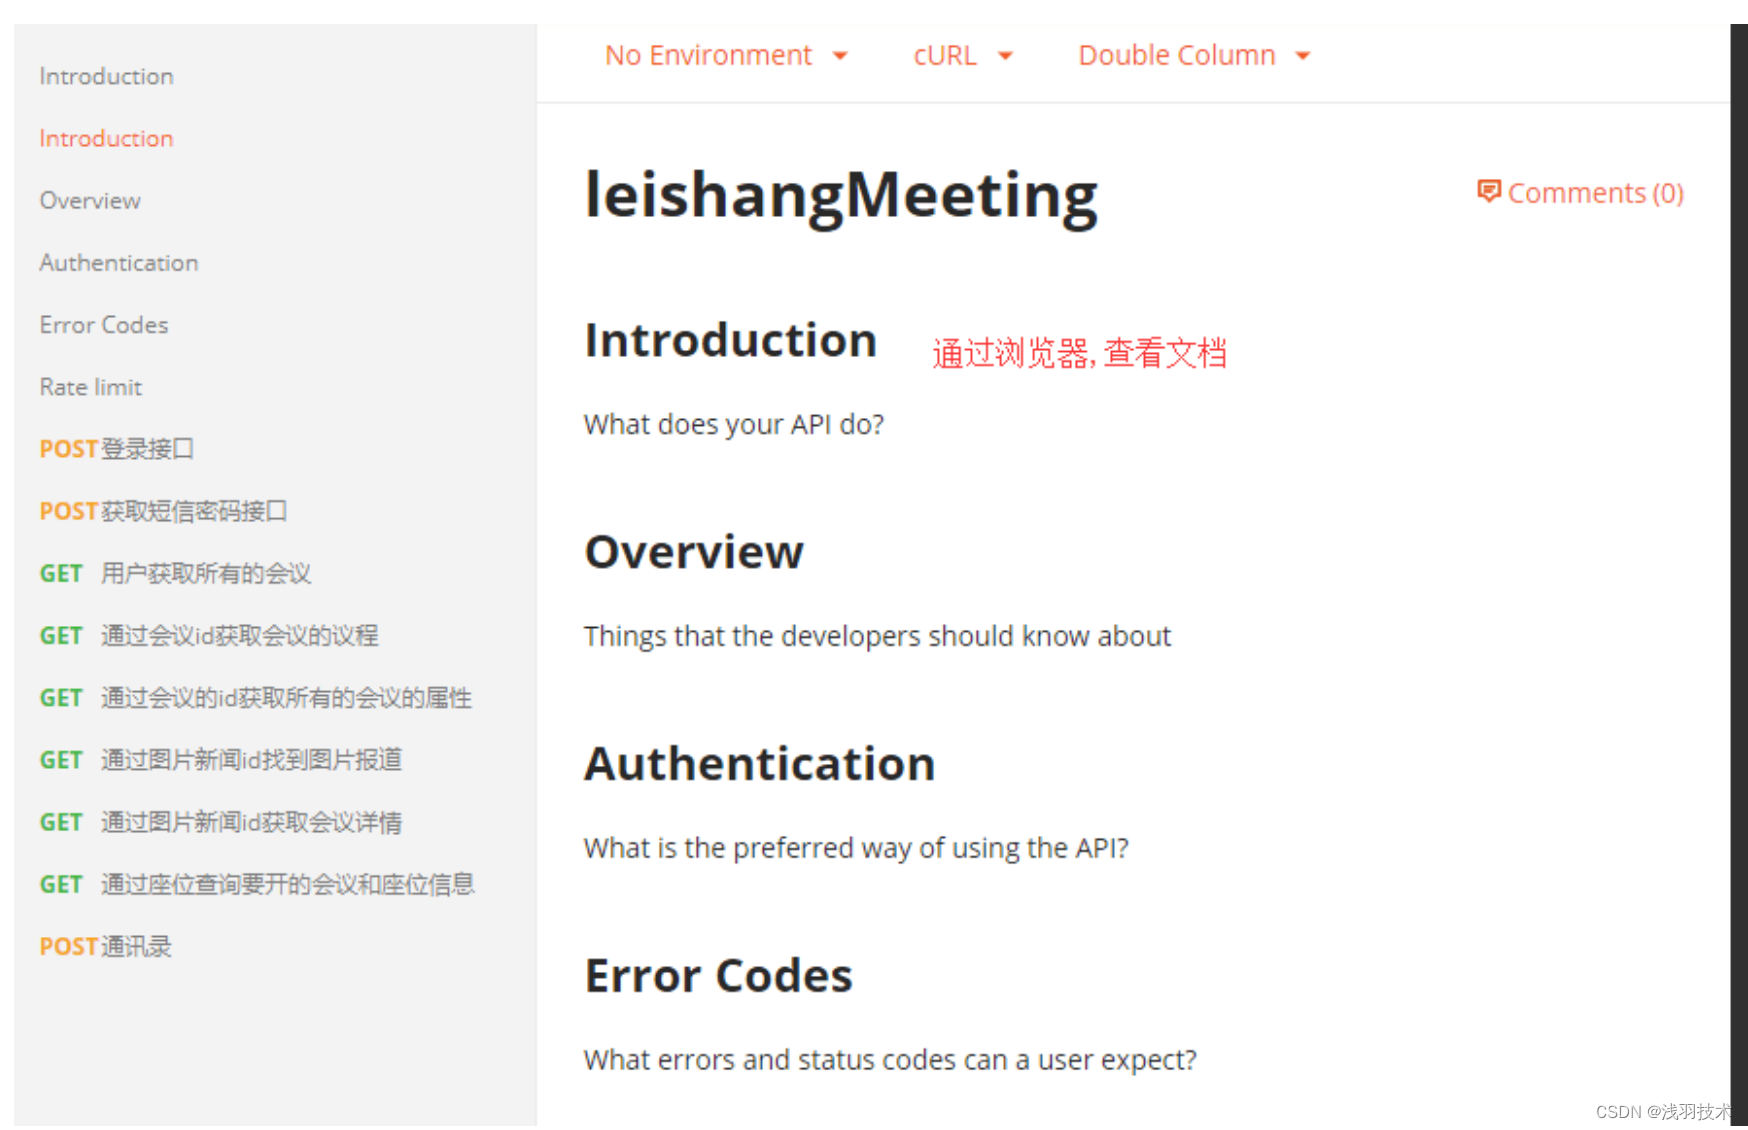 Introduction
Introduction
Overview
Authentication
Error Codes
Rate limit
POST登录接口
POST获取短信密码接口
GET 用户获取所有的会议
GET 通过会议id获取会议的议程
GET 通过会议的id获取所有的会议的属性
GET 通过图片新闻id找到图片报道
GET 通过图片新闻id获取会议详情
GET 通过座位查询要开的会议和座位信息
POST通讯录
No Environment cURL Double Column
leishangMeeting
Comments (0)
Introduction
通过浏览器, 查看文档
What does your API do?
Overview
Things that the developers should know about
Authentication
What is the preferred way of using the API?
Error Codes
What errors and status codes can a user expect?
CSDN @浅羽技术